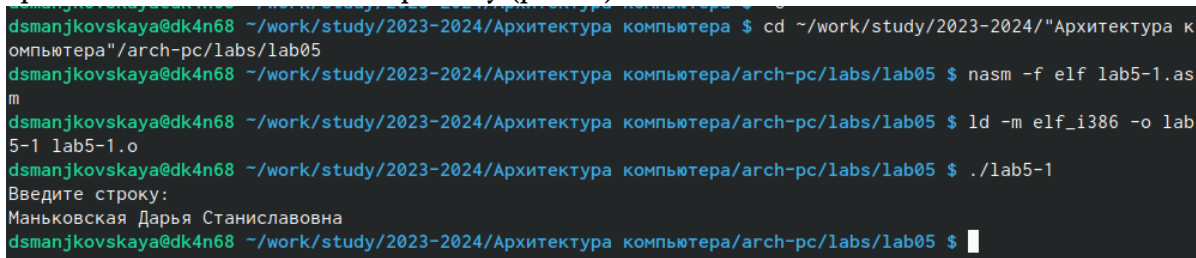 dsmanjkovskaya@dk4n68 ~/work/study/2023-2024/Архитектура компьютера $ cd ~/work/study/2023-2024/"Архитектура к
омпьютера"/arch-pc/labs/lab05
dsmanjkovskaya@dk4n68 ~/work/study/2023-2024/Архитектура компьютера/arch-pc/labs/lab05 $ nasm -f elf lab5-1.as
m
dsmanjkovskaya@dk4n68 ~/work/study/2023-2024/Архитектура компьютера/arch-pc/labs/lab05 $ ld -m elf_i386 -o lab
5-1 lab5-1.o
dsmanjkovskaya@dk4n68 ~/work/study/2023-2024/Архитектура компьютера/arch-pc/labs/lab05 $ ./lab5-1
Введите строку:
Маньковская Дарья Станиславовна
dsmanjkovskaya@dk4n68 ~/work/study/2023-2024/Архитектура компьютера/arch-pc/labs/lab05 $